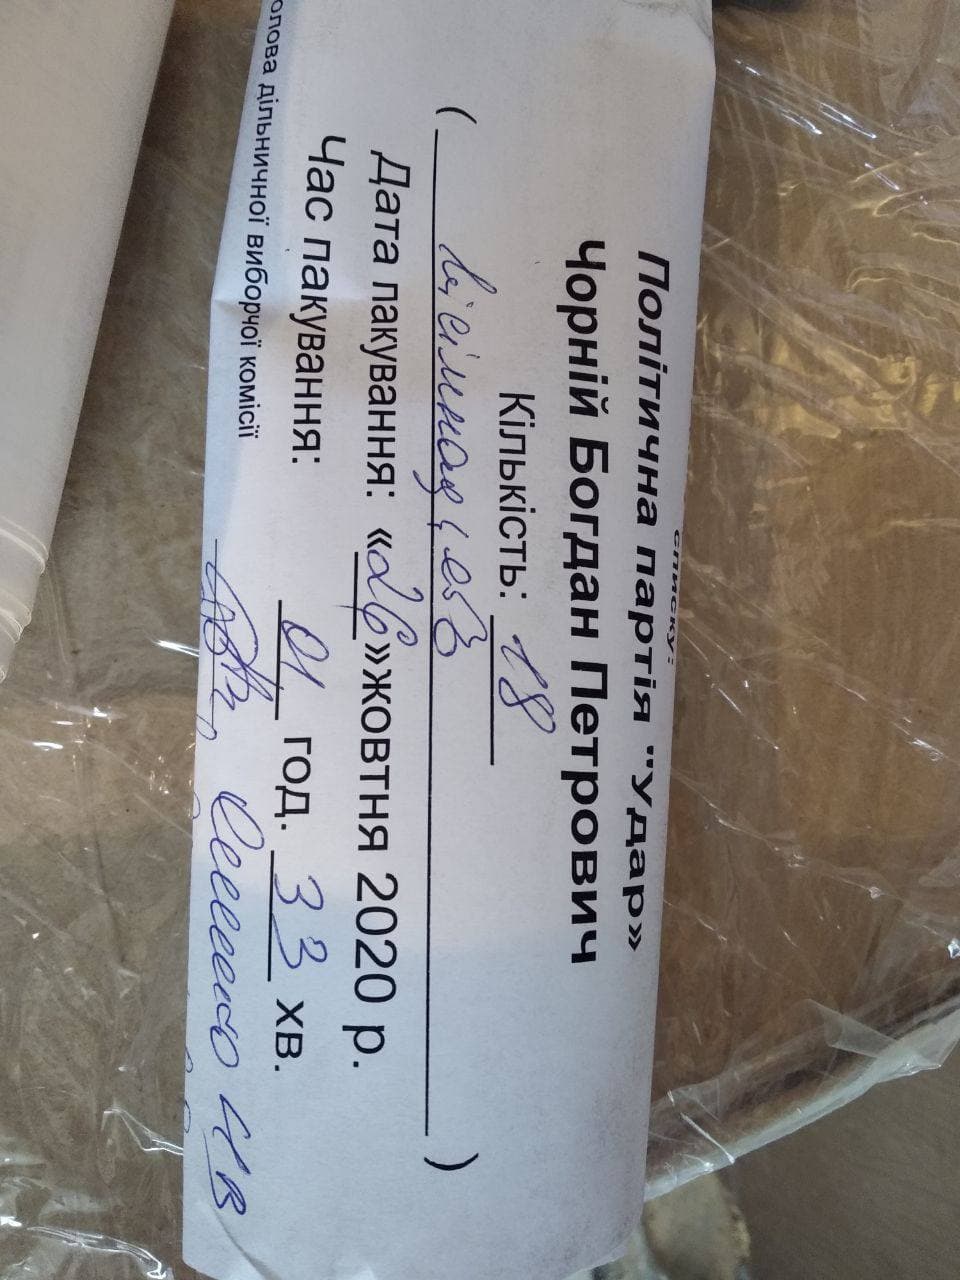 списку:
Політична партія "Удар»
Чорній Богдан Петрович
Кількість: 18
( вісімнадцять )
Дата пакування: «26»жовтня 2020 р.
Час пакування: 01 год. 33 хв.
олова дільничної виборчої комісії